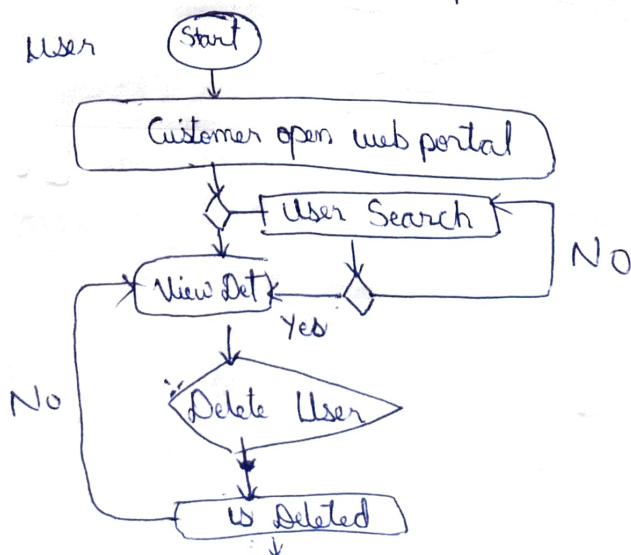 User
Start
Customer open web portal
User Search
NO
View Det
Yes
Delete User
No
is Deleted